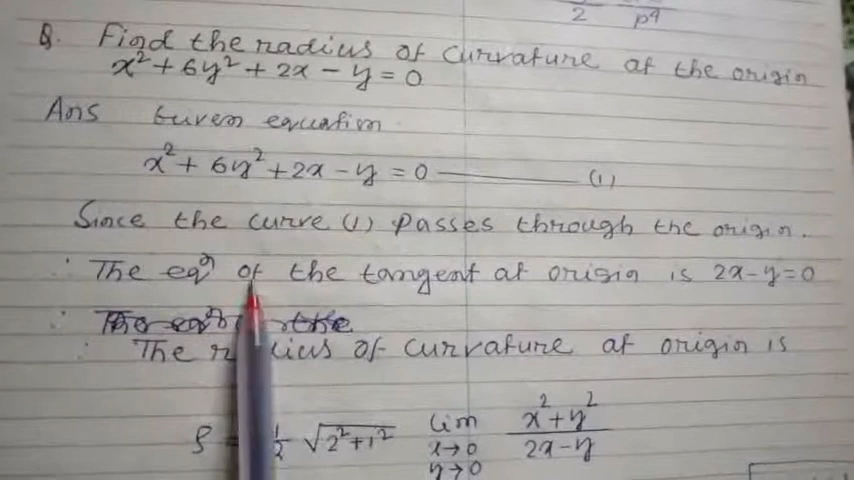 2 p⁴
Q. Find the radius of curvature at the origin
x² + 6y² + 2x - y = 0
Ans Given equation
x² + 6y² + 2x - y = 0 ——— (1)
Since the curve (1) passes through the origin.
∴ The eqⁿ of the tangent at origin is 2x-y=0
∴ The radius of curvature at origin is
ρ = 1/2 √(2²+1²) lim x→0 y→0 (x²+y²)/(2x-y)